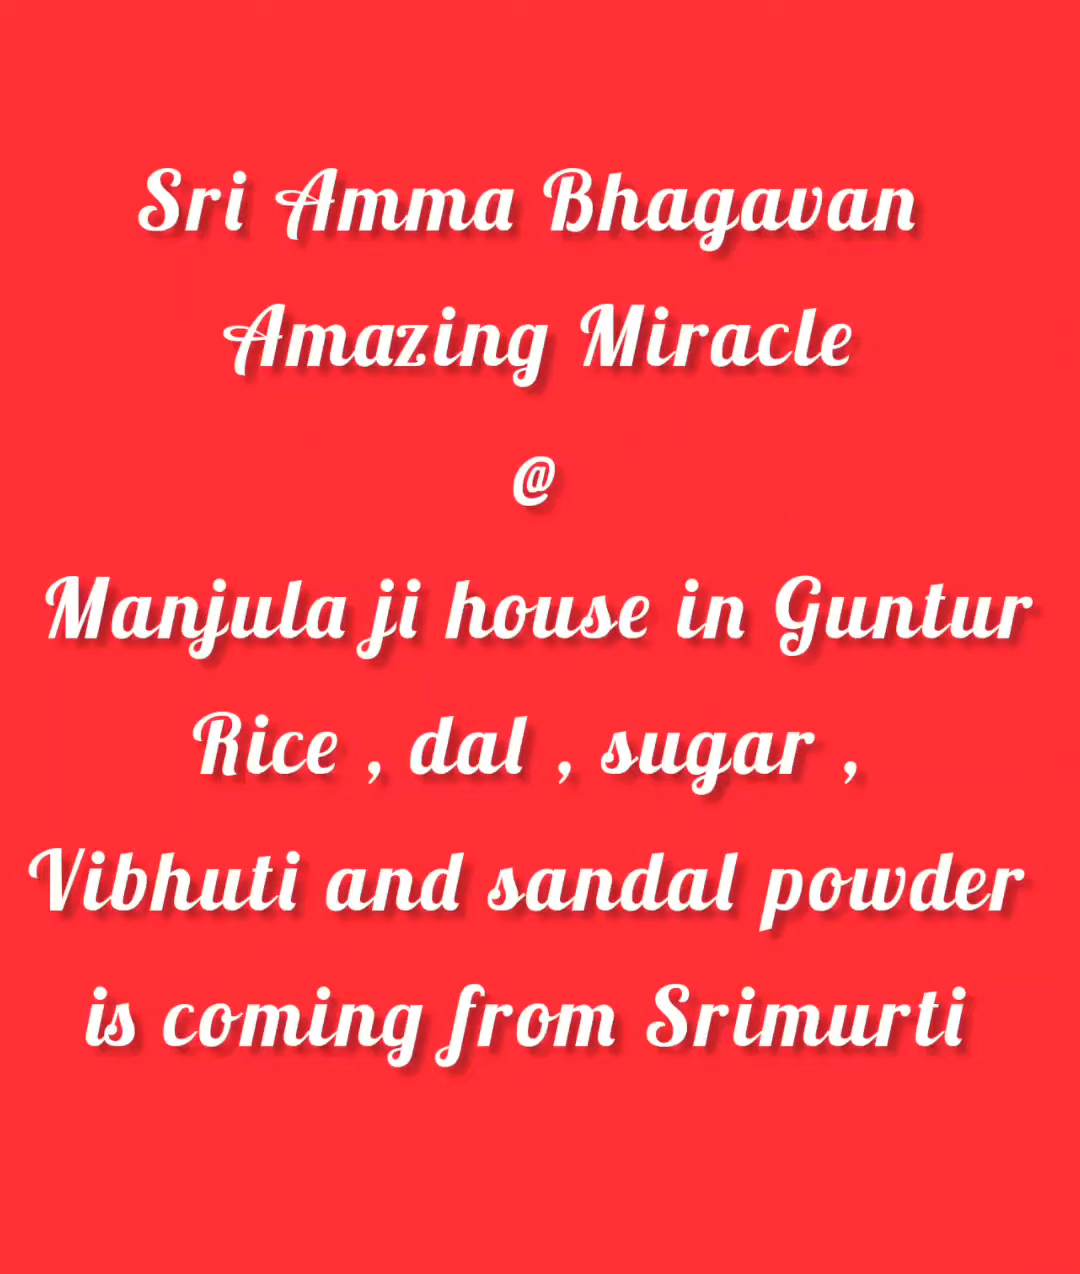 Sri Amma Bhagavan
Amazing Miracle
@
Manjula ji house in Guntur
Rice , dal , sugar ,
Vibhuti and sandal powder
is coming from Srimurti